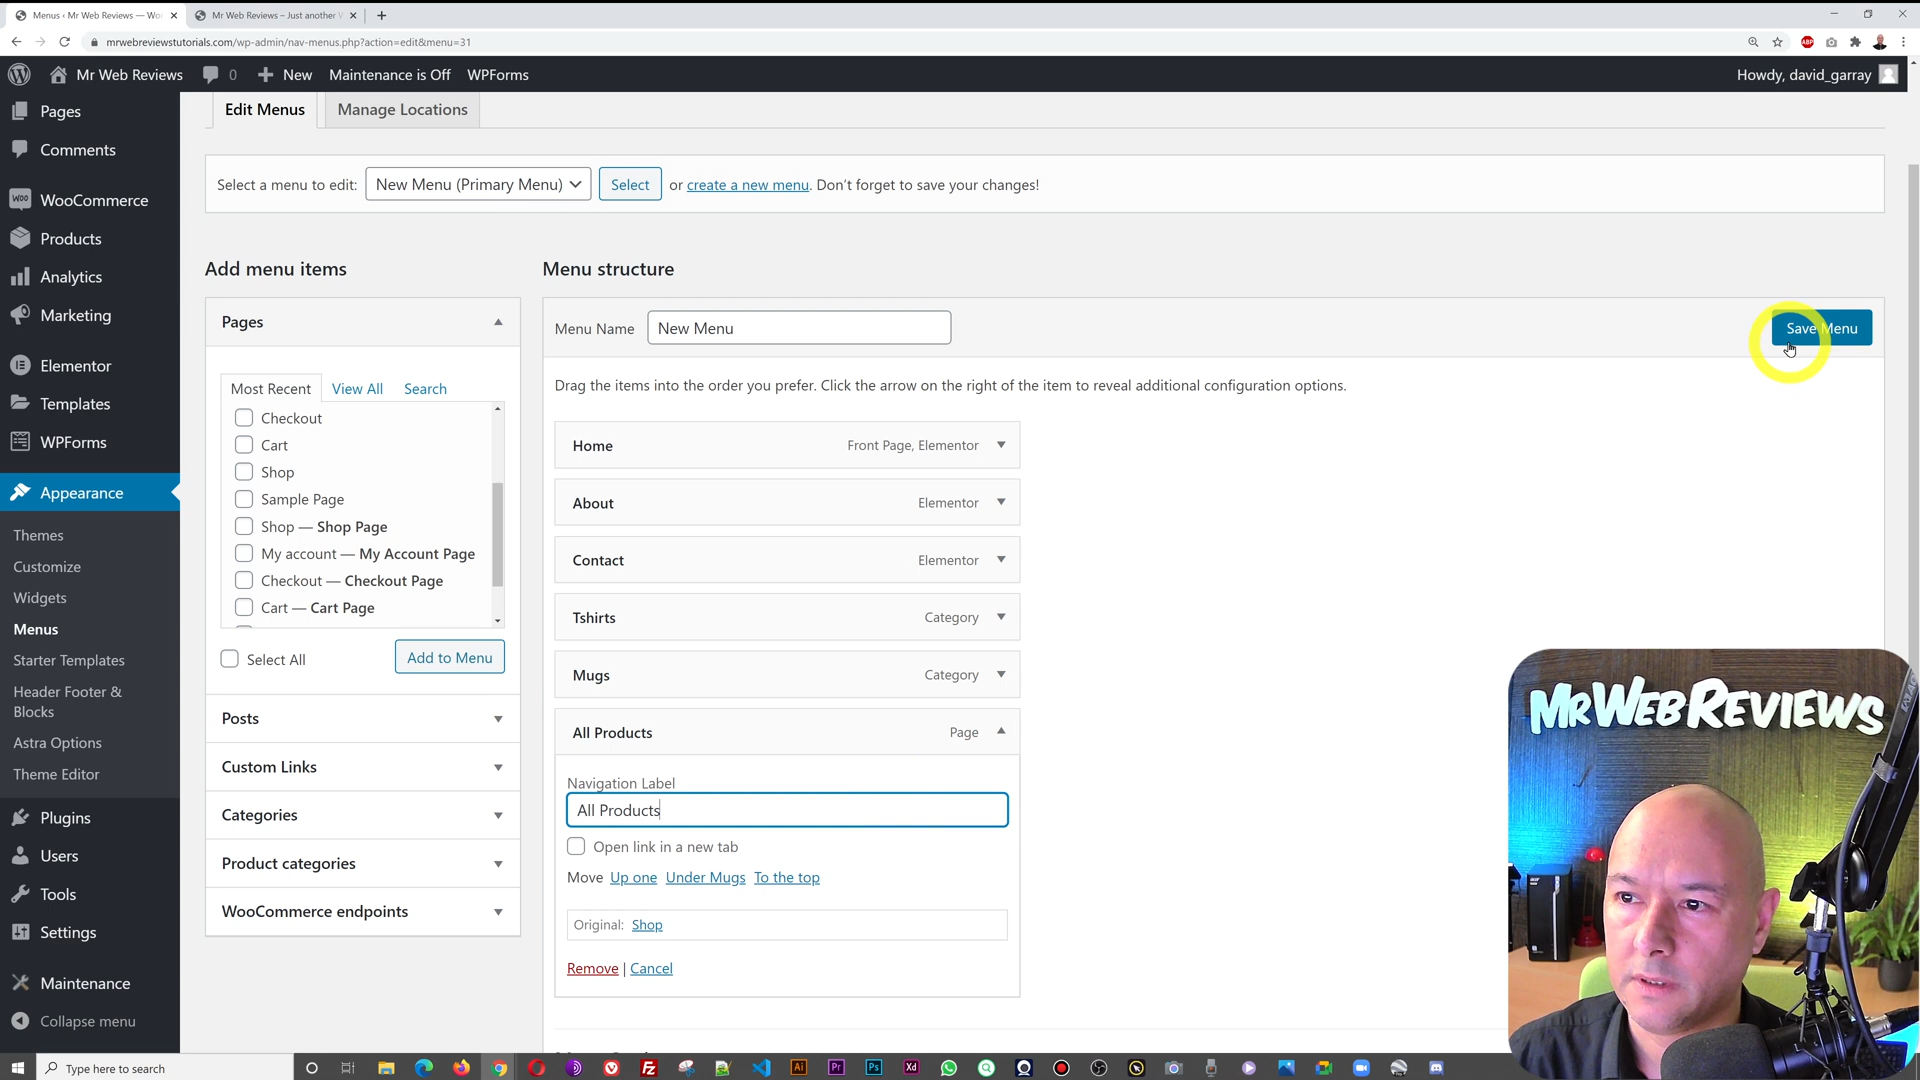 Menus ‹ Mr Web Reviews — Wo
Mr Web Reviews – Just another W
mrwebreviewstutorials.com/wp-admin/nav-menus.php?action=edit&menu=31
Mr Web Reviews
0
New
Maintenance is Off
WPForms
Howdy, david_garray
Pages
Comments
WooCommerce
Products
Analytics
Marketing
Elementor
Templates
WPForms
Appearance
Themes
Customize
Widgets
Menus
Starter Templates
Header Footer &
Blocks
Astra Options
Theme Editor
Plugins
Users
Tools
Settings
Maintenance
Collapse menu
Edit Menus
Manage Locations
Select a menu to edit:
New Menu (Primary Menu)
Select
or create a new menu. Don't forget to save your changes!
Add menu items
Pages
Most Recent
View All
Search
Checkout
Cart
Shop
Sample Page
Shop — Shop Page
My account — My Account Page
Checkout — Checkout Page
Cart — Cart Page
Select All
Add to Menu
Posts
Custom Links
Categories
Product categories
WooCommerce endpoints
Menu structure
Menu Name
New Menu
Save Menu
Drag the items into the order you prefer. Click the arrow on the right of the item to reveal additional configuration options.
Home
Front Page, Elementor
About
Elementor
Contact
Elementor
Tshirts
Category
Mugs
Category
All Products
Page
Navigation Label
All Products
Open link in a new tab
Move Up one Under Mugs To the top
Original: Shop
Remove | Cancel
MrWebReviews
Type here to search